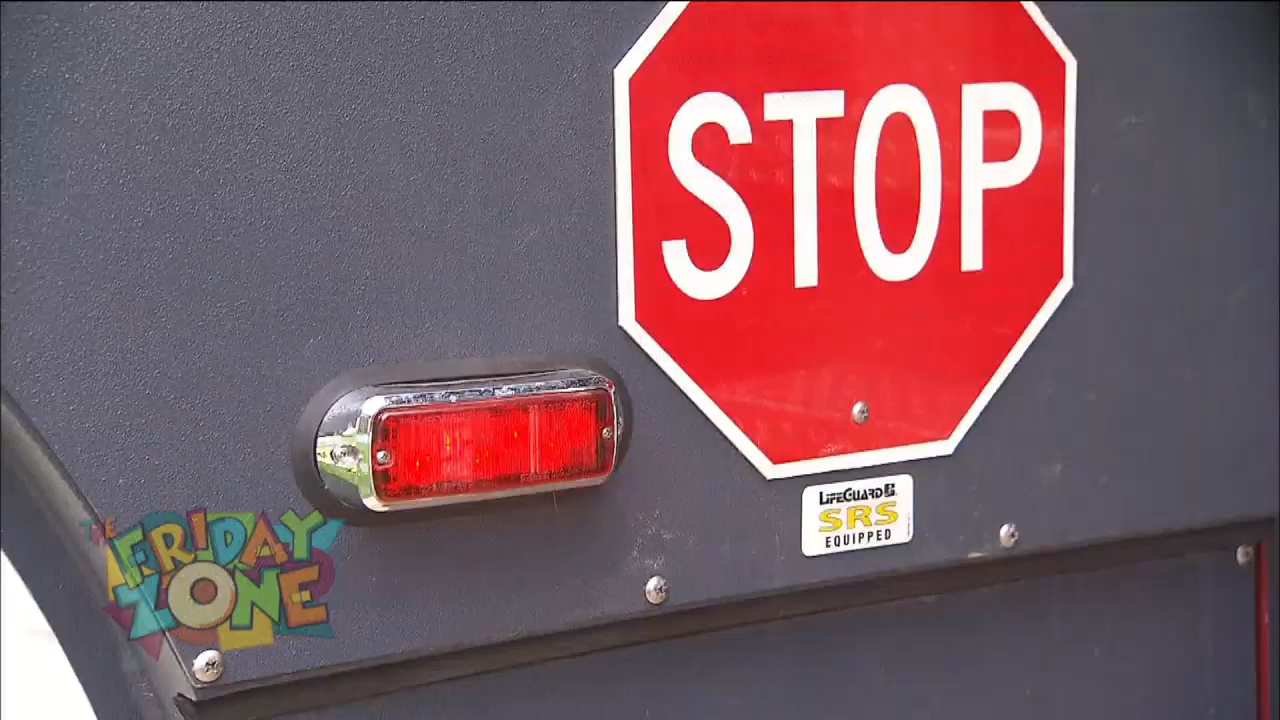 STOP
LIFEGUARD
SRS
EQUIPPED
THE
FRIDAY
ZONE